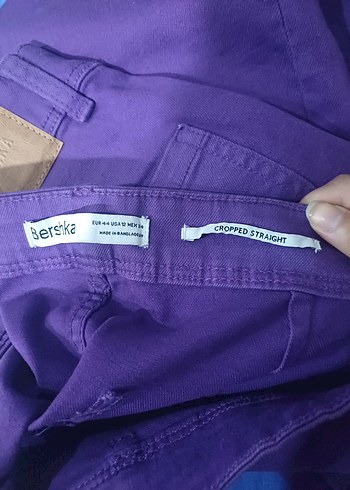 Bershka
EUR 44 USA 12 MEX 34
MADE IN BANGLADESH
CROPPED STRAIGHT